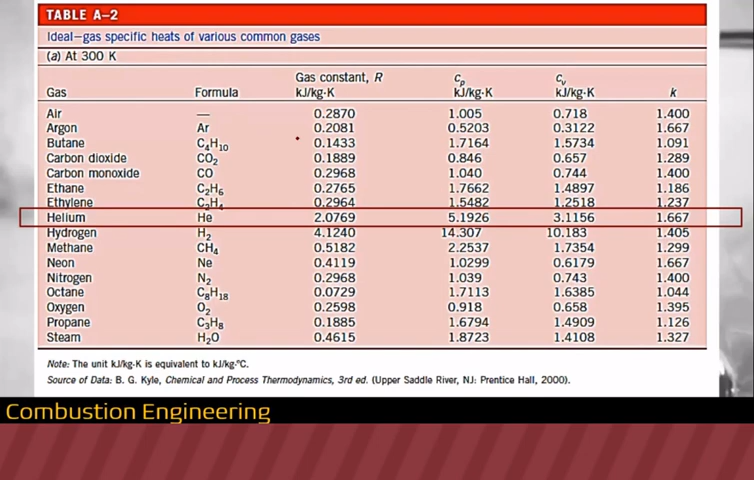 TABLE A–2
Ideal–gas specific heats of various common gases
(a) At 300 K
Gas Formula Gas constant, R kJ/kg·K cp kJ/kg·K cv kJ/kg·K k
Air — 0.2870 1.005 0.718 1.400
Argon Ar 0.2081 0.5203 0.3122 1.667
Butane C4H10 0.1433 1.7164 1.5734 1.091
Carbon dioxide CO2 0.1889 0.846 0.657 1.289
Carbon monoxide CO 0.2968 1.040 0.744 1.400
Ethane C2H6 0.2765 1.7662 1.4897 1.186
Ethylene C2H4 0.2964 1.5482 1.2518 1.237
Helium He 2.0769 5.1926 3.1156 1.667
Hydrogen H2 4.1240 14.307 10.183 1.405
Methane CH4 0.5182 2.2537 1.7354 1.299
Neon Ne 0.4119 1.0299 0.6179 1.667
Nitrogen N2 0.2968 1.039 0.743 1.400
Octane C8H18 0.0729 1.7113 1.6385 1.044
Oxygen O2 0.2598 0.918 0.658 1.395
Propane C3H8 0.1885 1.6794 1.4909 1.126
Steam H2O 0.4615 1.8723 1.4108 1.327
Note: The unit kJ/kg·K is equivalent to kJ/kg·°C.
Source of Data: B. G. Kyle, Chemical and Process Thermodynamics, 3rd ed. (Upper Saddle River, NJ: Prentice Hall, 2000).
Combustion Engineering